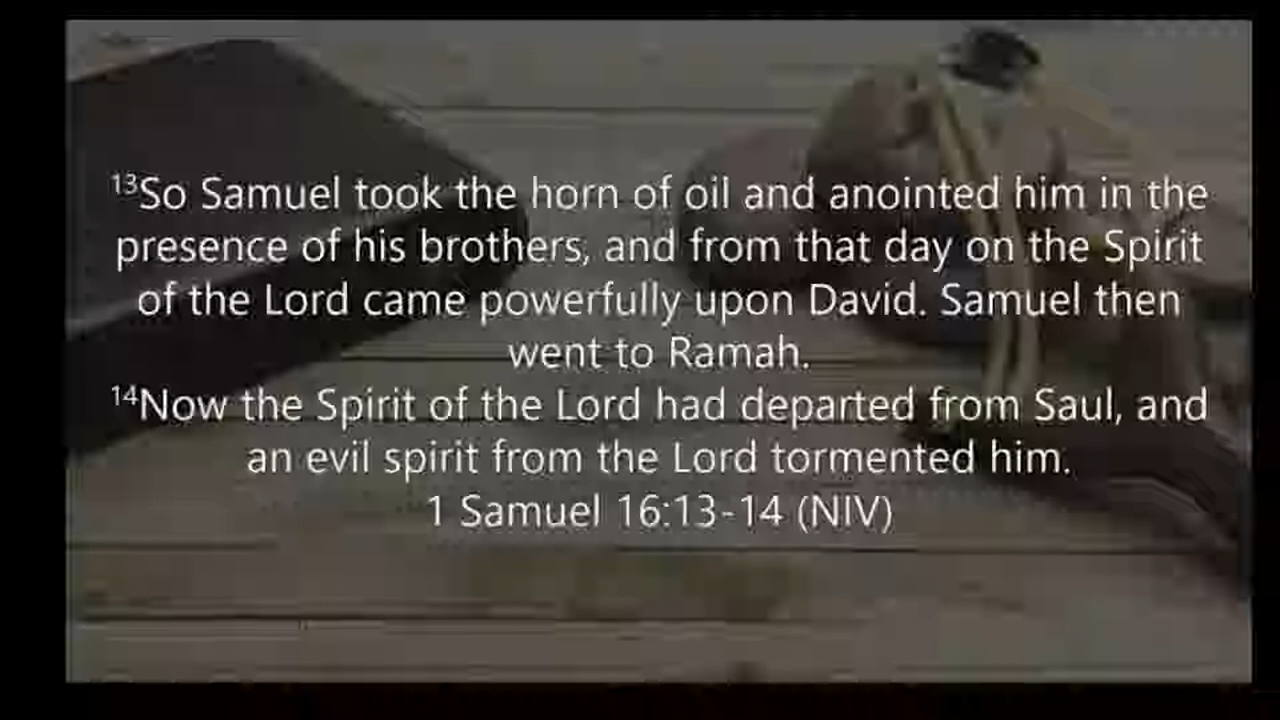 ¹³So Samuel took the horn of oil and anointed him in the
presence of his brothers, and from that day on the Spirit
of the Lord came powerfully upon David. Samuel then
went to Ramah.
¹⁴Now the Spirit of the Lord had departed from Saul, and
an evil spirit from the Lord tormented him.
1 Samuel 16:13-14 (NIV)